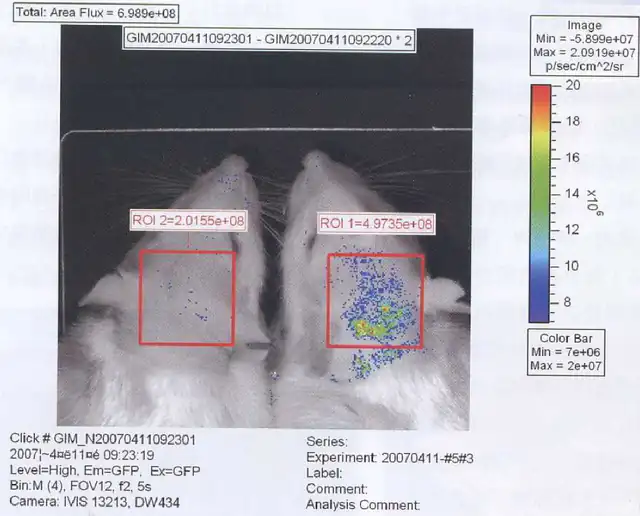 Total: Area Flux = 6.989e+08
GIM20070411092301 - GIM20070411092220 * 2
Image
Min = -5.899e+07
Max = 2.0919e+07
p/sec/cm^2/sr
ROI 2=2.0155e+08
ROI 1=4.9735e+08
20
18
16
14
12
10
8
x10^6
Color Bar
Min = 7e+06
Max = 2e+07
Click # GIM_N20070411092301
2007¦~4¤ë11¤é 09:23:19
Level=High, Em=GFP, Ex=GFP
Bin:M (4), FOV12, f2, 5s
Camera: IVIS 13213, DW434
Series:
Experiment: 20070411-#5#3
Label:
Comment:
Analysis Comment: